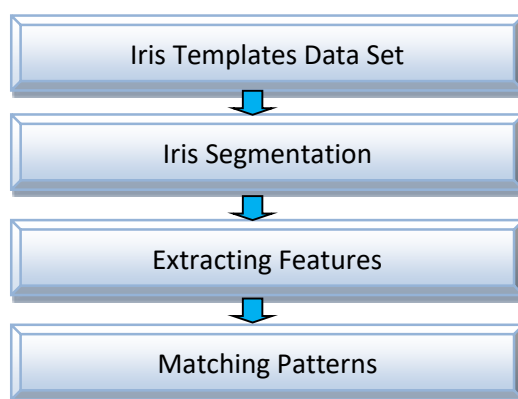 Iris Templates Data Set
Iris Segmentation
Extracting Features
Matching Patterns